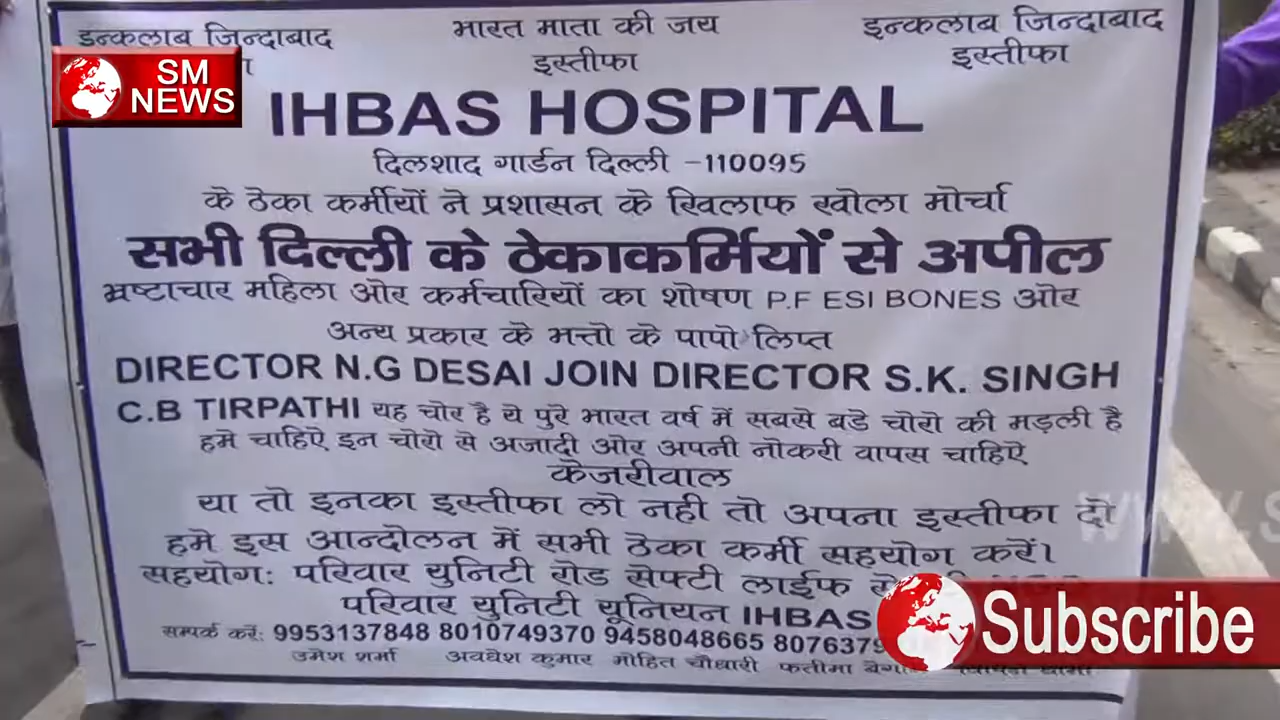 इन्कलाब जिन्दाबाद भारत माता की जय इन्कलाब जिन्दाबाद
इस्तीफा इस्तीफा
SM NEWS
IHBAS HOSPITAL
दिलशाद गार्डन दिल्ली -110095
के ठेका कर्मीयों ने प्रशासन के खिलाफ खोला मोर्चा
सभी दिल्ली के ठेकाकर्मियों से अपील
भ्रष्टाचार महिला ओर कर्मचारियों का शोषण P.F ESI BONES ओर
अन्य प्रकार के भत्तो के पापो लिप्त
DIRECTOR N.G DESAI JOIN DIRECTOR S.K. SINGH
C.B TIRPATHI यह चोर है ये पुरे भारत वर्ष में सबसे बडे चोरो की मड़ली है
हमे चाहिऐ इन चोरो से अजादी ओर अपनी नोकरी वापस चाहिऐ
केजरीवाल
या तो इनका इस्तीफा लो नही तो अपना इस्तीफा दो
हमे इस आन्दोलन में सभी ठेका कर्मी सहयोग करें।
सहयोग: परिवार युनिटी रोड सेफ्टी लाईफ
परिवार युनिटी यूनियन IHBAS
सम्पर्क करें: 9953137848 8010749370 9458048665
उमेश शर्मा अवधेश कुमार मोहित चौधारी फतीमा
Subscribe